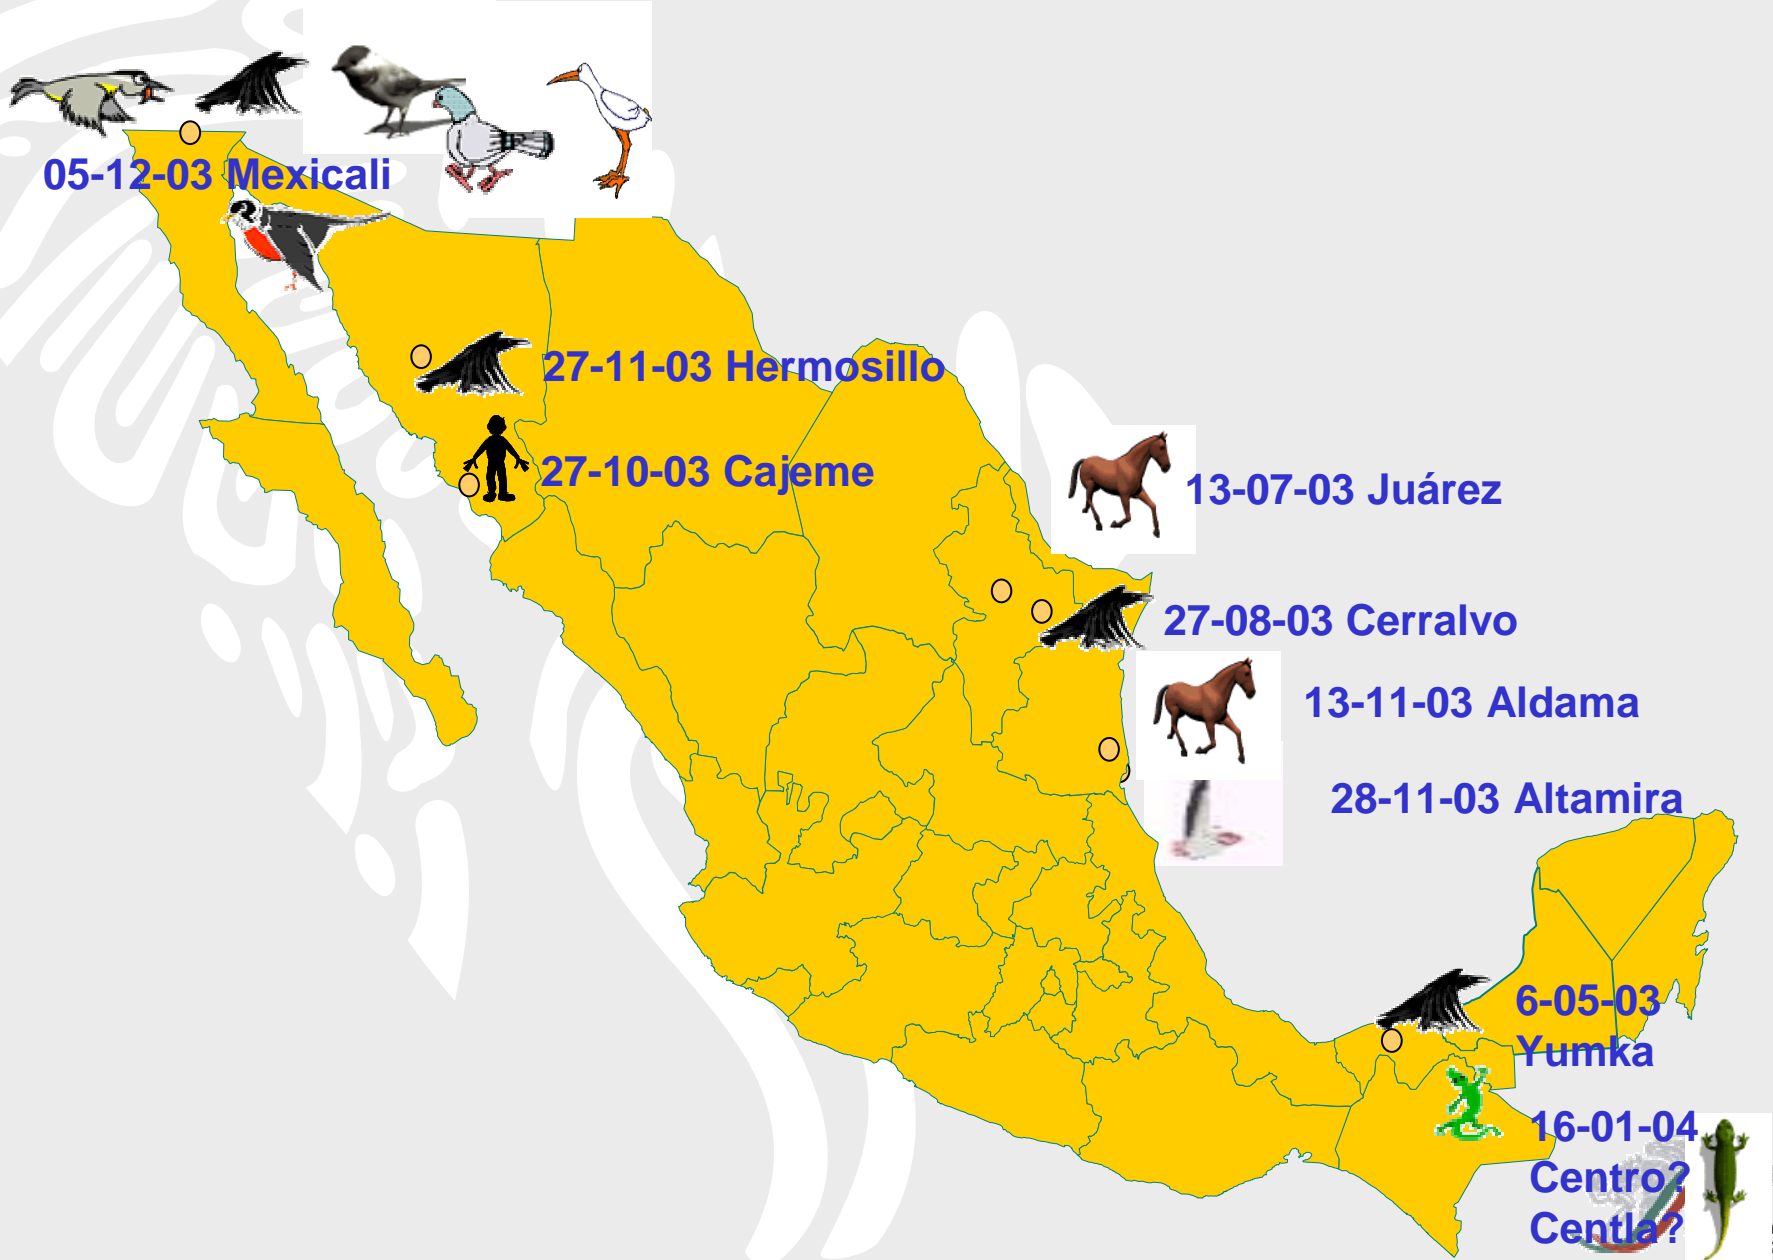 05-12-03 Mexicali
27-11-03 Hermosillo
27-10-03 Cajeme
13-07-03 Juárez
27-08-03 Cerralvo
13-11-03 Aldama
28-11-03 Altamira
6-05-03
Yumka
16-01-04
Centro?
Centla?